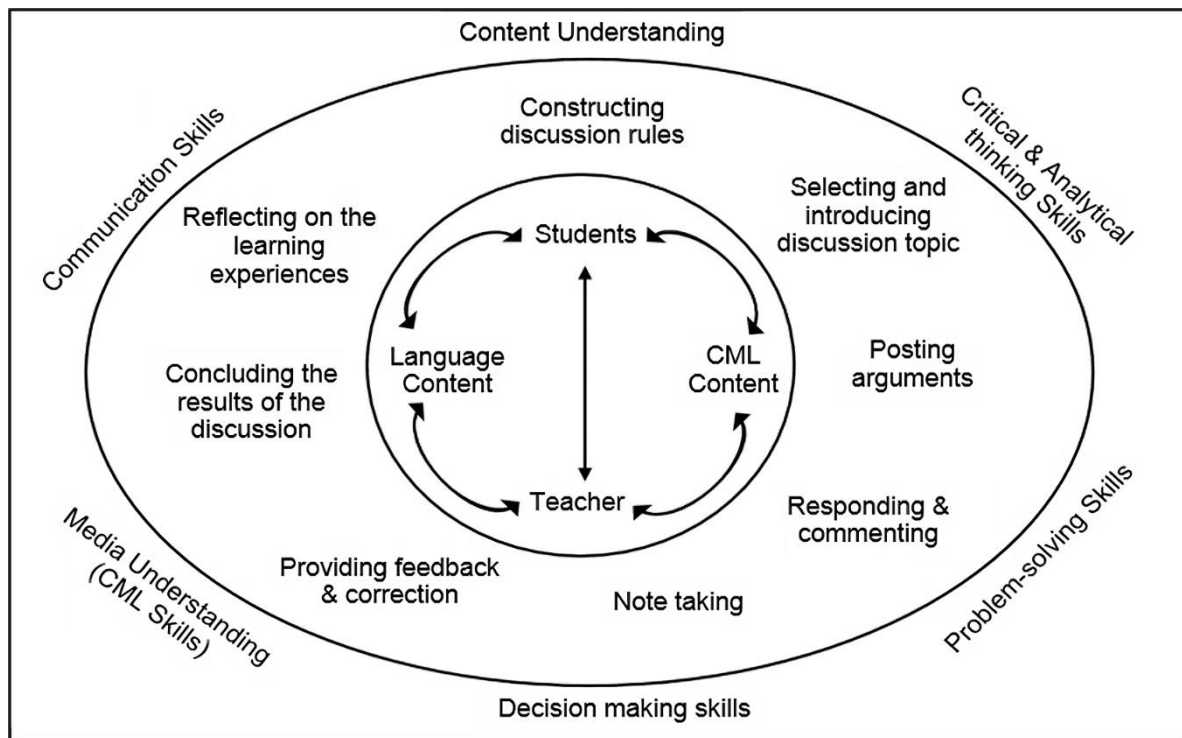 Content Understanding
Communication Skills
Critical & Analytical
thinking Skills
Constructing
discussion rules
Selecting and
introducing
discussion topic
Reflecting on the
learning
experiences
Students
Language
Content
CML
Content
Posting
arguments
Concluding the
results of the
discussion
Teacher
Responding &
commenting
Providing feedback
& correction
Note taking
Media Understanding
(CML Skills)
Problem-solving Skills
Decision making skills